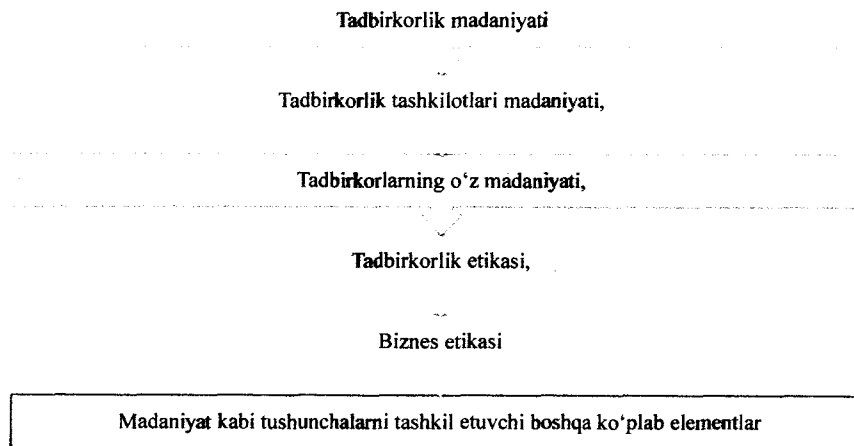 Tadbirkorlik madaniyati
Tadbirkorlik tashkilotlari madaniyati,
Tadbirkorlarning o‘z madaniyati,
Tadbirkorlik etikasi,
Biznes etikasi
Madaniyat kabi tushunchalarni tashkil etuvchi boshqa ko‘plab elementlar